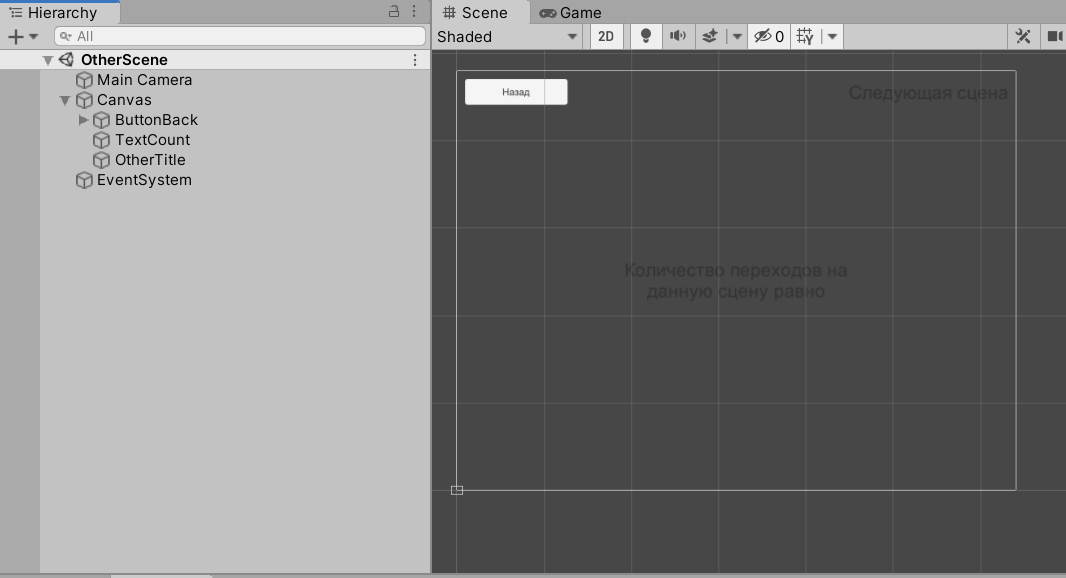 Hierarchy
All
OtherScene
Main Camera
Canvas
ButtonBack
TextCount
OtherTitle
EventSystem
Scene
Game
Shaded
2D
0
Назад
Следующая сцена
Количество переходов на
данную сцену равно